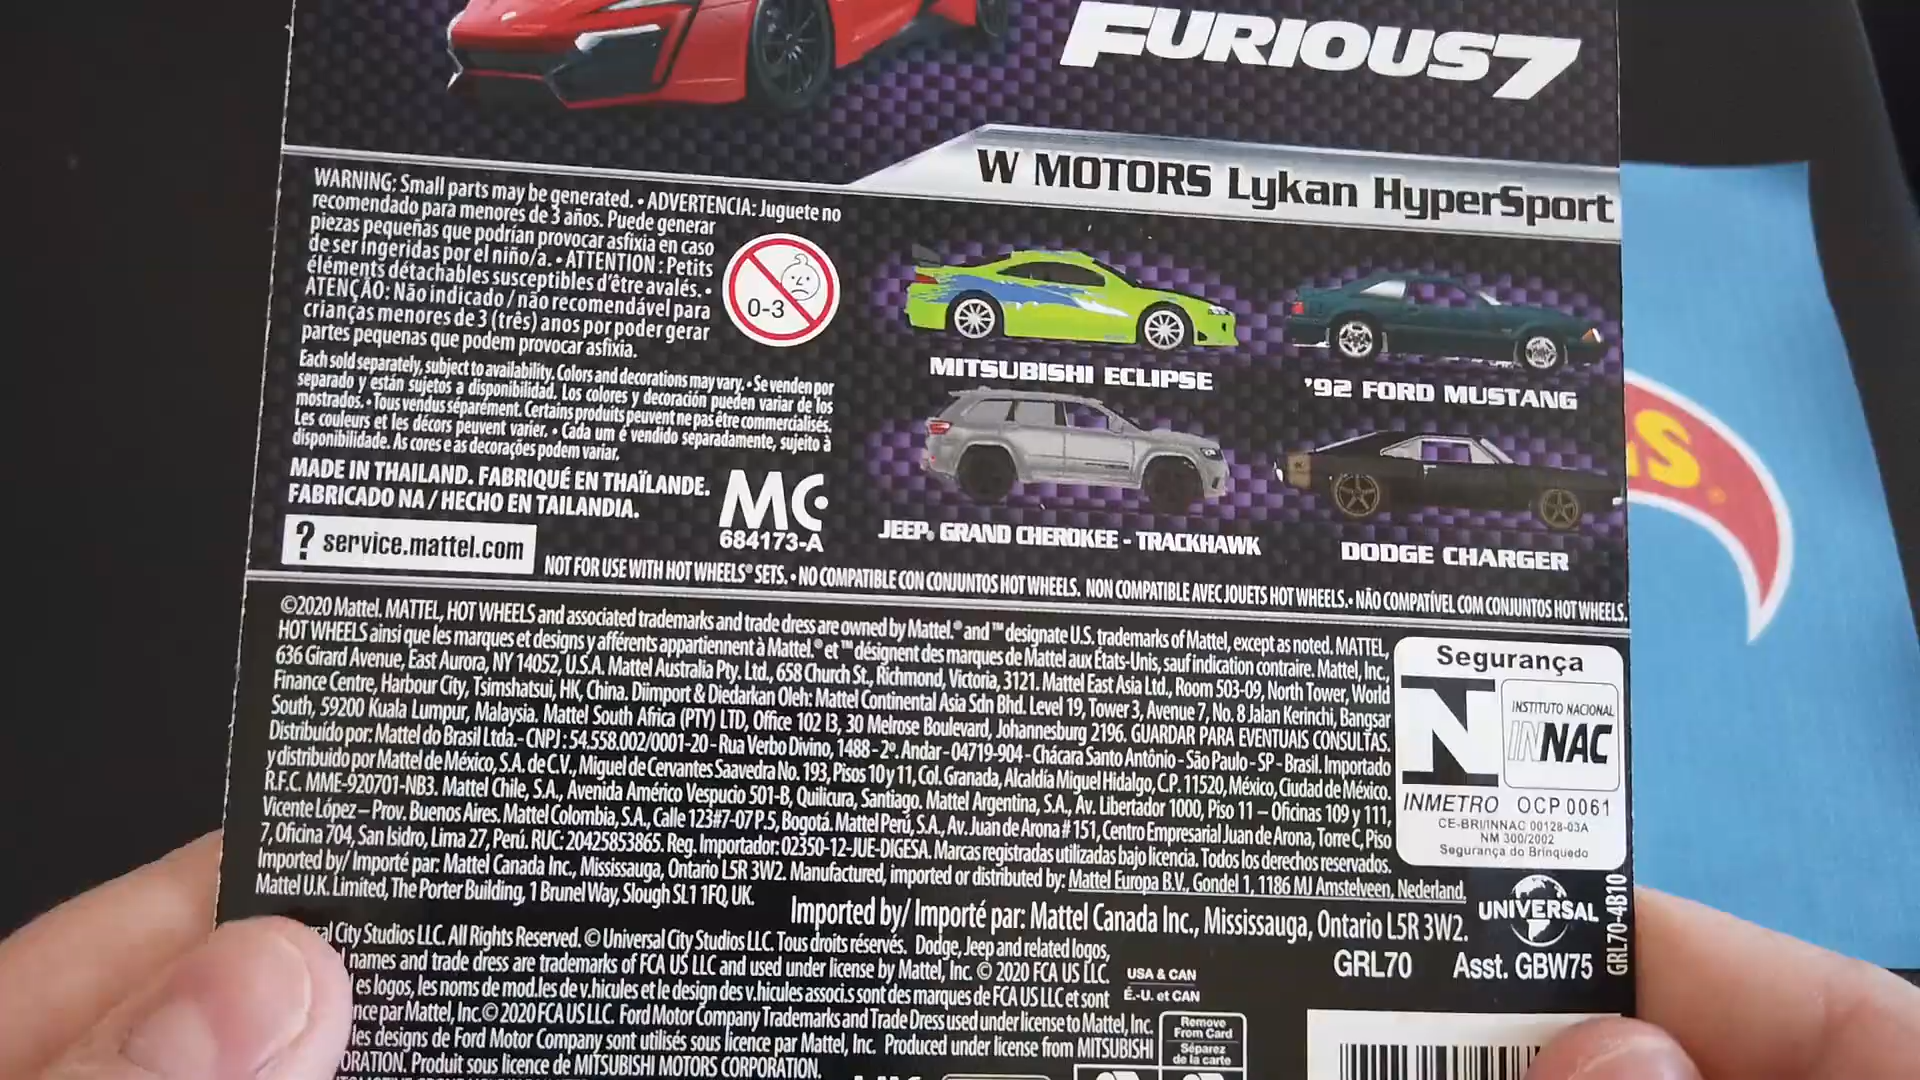 FURIOUS7
W MOTORS Lykan HyperSport
WARNING: Small parts may be generated. • ADVERTENCIA: Juguete no
recomendado para menores de 3 años. Puede generar
piezas pequeñas que podrían provocar asfixia en caso
de ser ingeridas por el niño/a. • ATTENTION : Petits
éléments détachables susceptibles d'être avalés. •
ATENÇÃO: Não indicado / não recomendável para
crianças menores de 3 (três) anos por poder gerar
partes pequenas que podem provocar asfixia.
0-3
Each sold separately, subject to availability. Colors and decorations may vary. • Se venden por
separado y están sujetos a disponibilidad. Los colores y decoración pueden variar de los
mostrados. • Tous vendus séparément. Certains produits peuvent ne pas être commercialisés.
Les couleurs et les décors peuvent varier. • Cada um é vendido separadamente, sujeito à
disponibilidade. As cores e as decorações podem variar.
MADE IN THAILAND. FABRIQUÉ EN THAÏLANDE.
FABRICADO NA / HECHO EN TAILANDIA.
MC
684173-A
? service.mattel.com
MITSUBISHI ECLIPSE
'92 FORD MUSTANG
JEEP® GRAND CHEROKEE - TRACKHAWK
DODGE CHARGER
NOT FOR USE WITH HOT WHEELS® SETS. • NO COMPATIBLE CON CONJUNTOS HOT WHEELS. NON COMPATIBLE AVEC JOUETS HOT WHEELS. • NÃO COMPATÍVEL COM CONJUNTOS HOT WHEELS.
©2020 Mattel. MATTEL, HOT WHEELS and associated trademarks and trade dress are owned by Mattel.® and ™ designate U.S. trademarks of Mattel, except as noted. MATTEL,
HOT WHEELS ainsi que les marques et designs y afférents appartiennent à Mattel.® et ™ désignent des marques de Mattel aux États-Unis, sauf indication contraire. Mattel, Inc.,
636 Girard Avenue, East Aurora, NY 14052, U.S.A. Mattel Australia Pty. Ltd., 658 Church St., Richmond, Victoria, 3121. Mattel East Asia Ltd., Room 503-09, North Tower, World
Finance Centre, Harbour City, Tsimshatsui, HK, China. Diimport & Diedarkan Oleh: Mattel Continental Asia Sdn Bhd. Level 19, Tower 3, Avenue 7, No. 8 Jalan Kerinchi, Bangsar
South, 59200 Kuala Lumpur, Malaysia. Mattel South Africa (PTY) LTD, Office 102 I3, 30 Melrose Boulevard, Johannesburg 2196. GUARDAR PARA EVENTUAIS CONSULTAS.
Distribuído por: Mattel do Brasil Ltda.- CNPJ : 54.558.002/0001-20 - Rua Verbo Divino, 1488 - 2º. Andar - 04719-904 - Chácara Santo Antônio - São Paulo - SP - Brasil. Importado
y distribuido por Mattel de México, S.A. de C.V., Miguel de Cervantes Saavedra No. 193, Pisos 10 y 11, Col. Granada, Alcaldía Miguel Hidalgo, C.P. 11520, México, Ciudad de México.
R.F.C. MME-920701-NB3. Mattel Chile, S.A., Avenida Américo Vespucio 501-B, Quilicura, Santiago. Mattel Argentina, S.A., Av. Libertador 1000, Piso 11 – Oficinas 109 y 111,
Vicente López – Prov. Buenos Aires. Mattel Colombia, S.A., Calle 123#7-07 P.5, Bogotá. Mattel Perú, S.A., Av. Juan de Arona # 151, Centro Empresarial Juan de Arona, Torre C, Piso
7, Oficina 704, San Isidro, Lima 27, Perú. RUC: 20425853865. Reg. Importador: 02350-12-JUE-DIGESA. Marcas registradas utilizadas bajo licencia. Todos los derechos reservados.
Imported by/ Importé par: Mattel Canada Inc., Mississauga, Ontario L5R 3W2. Manufactured, imported or distributed by: Mattel Europa B.V., Gondel 1, 1186 MJ Amstelveen, Nederland.
Mattel U.K. Limited, The Porter Building, 1 Brunel Way, Slough SL1 1FQ, UK.
Imported by/ Importé par: Mattel Canada Inc., Mississauga, Ontario L5R 3W2.
Segurança
N
INSTITUTO NACIONAL
INNAC
INMETRO OCP 0061
CE-BRI/INNAC 00128-03A
NM 300/2002
Segurança do Brinquedo
UNIVERSAL
GRL70-4B10
GRL70 Asst. GBW75
City Studios LLC. All Rights Reserved. © Universal City Studios LLC. Tous droits réservés. Dodge, Jeep and related logos,
names and trade dress are trademarks of FCA US LLC and used under license by Mattel, Inc. © 2020 FCA US LLC.
es logos, les noms de mod.les de v.hicules et le design des v.hicules associ.s sont des marques de FCA US LLC et sont
par Mattel, Inc.© 2020 FCA US LLC. Ford Motor Company Trademarks and Trade Dress used under license to Mattel, Inc.
les designs de Ford Motor Company sont utilisés sous licence par Mattel, Inc. Produced under license from MITSUBISHI
Produit sous licence de MITSUBISHI MOTORS CORPORATION.
USA & CAN
É.-U. et CAN
Remove
From Card
Séparez
de la carte